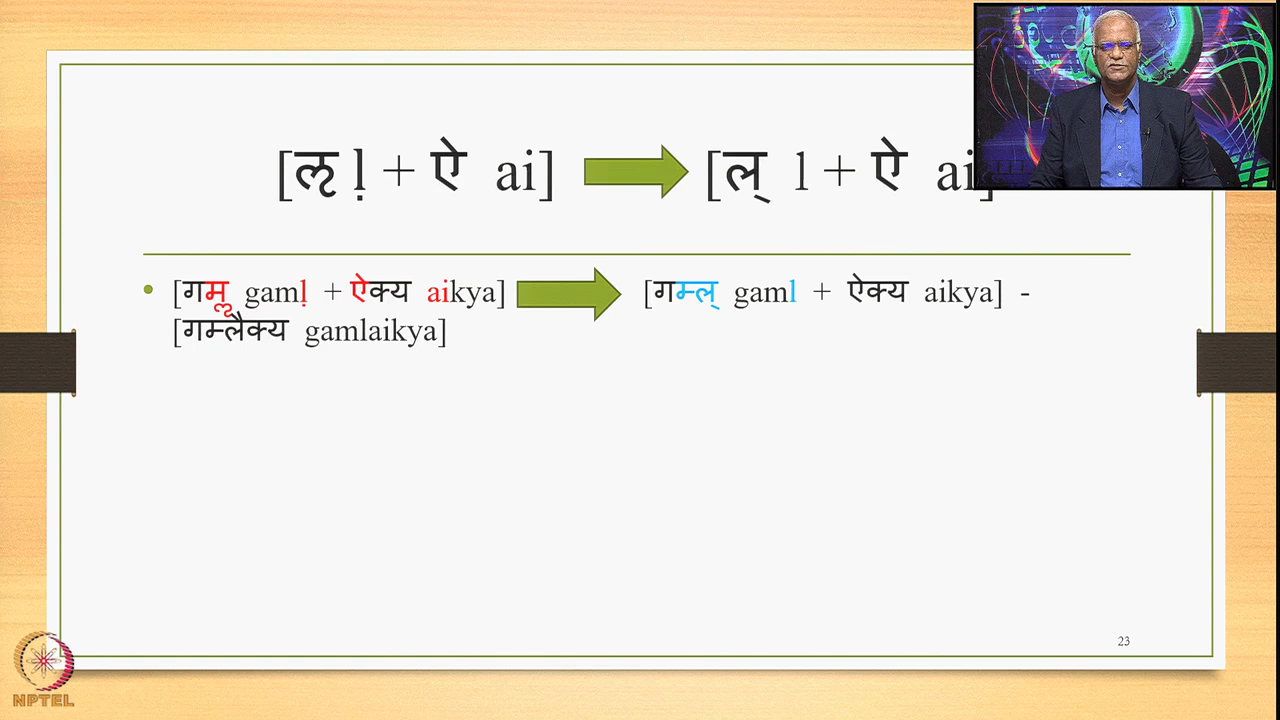 [ऌ ḷ + ऐ ai] [ल् l + ऐ ai]
[गमॢ gamḷ + ऐक्य aikya] [गम्ल् gaml + ऐक्य aikya] -
[गम्लैक्य gamlaikya]
23
NPTEL